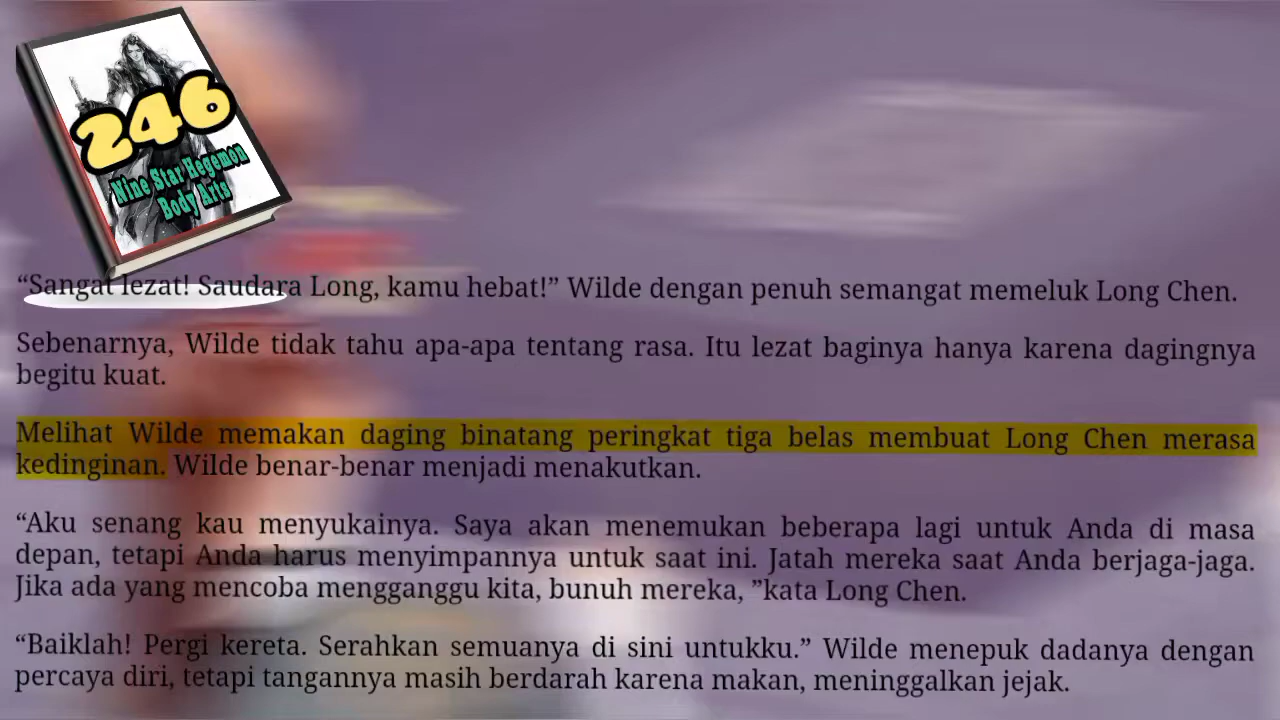 246
Nine Star Hegemon
Body Arts
“Sangat lezat! Saudara Long, kamu hebat!” Wilde dengan penuh semangat memeluk Long Chen.
Sebenarnya, Wilde tidak tahu apa-apa tentang rasa. Itu lezat baginya hanya karena dagingnya
begitu kuat.
Melihat Wilde memakan daging binatang peringkat tiga belas membuat Long Chen merasa
kedinginan. Wilde benar-benar menjadi menakutkan.
“Aku senang kau menyukainya. Saya akan menemukan beberapa lagi untuk Anda di masa
depan, tetapi Anda harus menyimpannya untuk saat ini. Jatah mereka saat Anda berjaga-jaga.
Jika ada yang mencoba mengganggu kita, bunuh mereka, ”kata Long Chen.
“Baiklah! Pergi kereta. Serahkan semuanya di sini untukku.” Wilde menepuk dadanya dengan
percaya diri, tetapi tangannya masih berdarah karena makan, meninggalkan jejak.